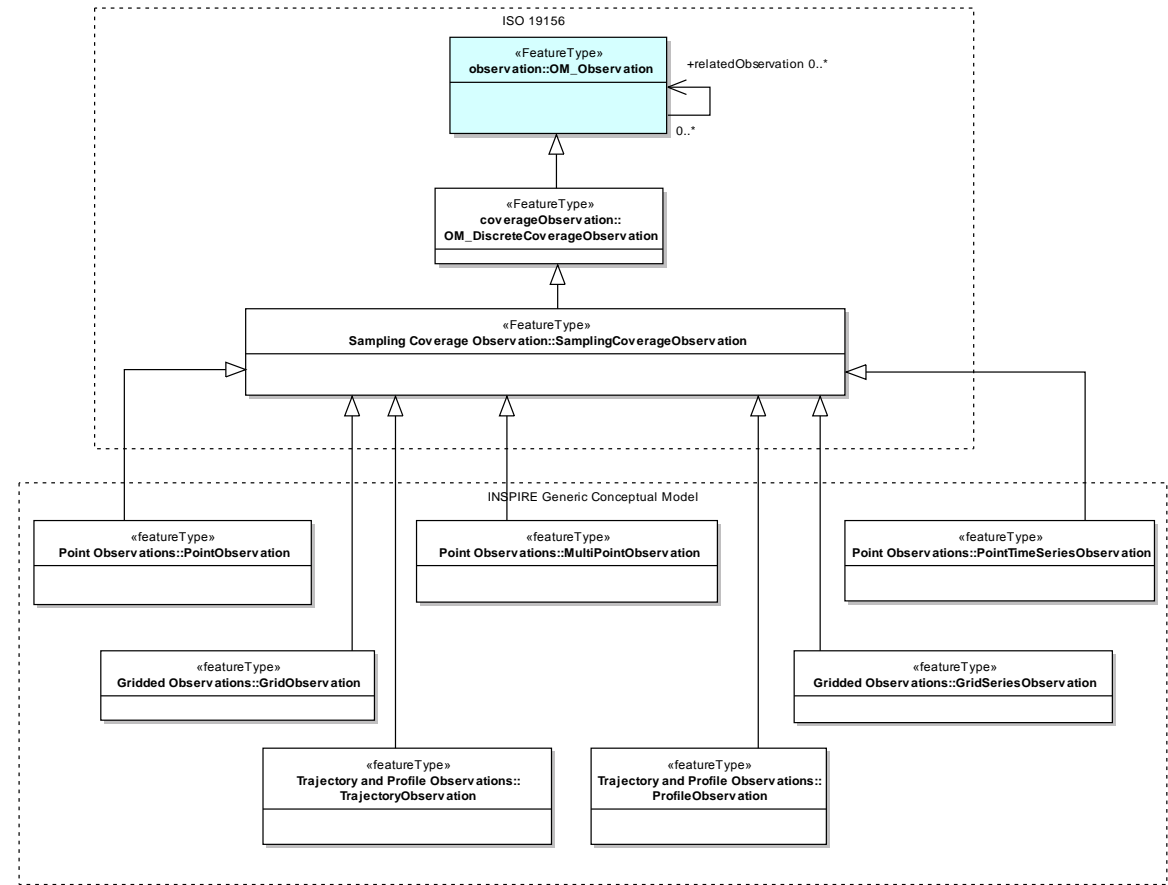 ISO 19156
«FeatureType»
observation::OM_Observation
+relatedObservation 0..*
0..*
«FeatureType»
coverageObservation::
OM_DiscreteCoverageObservation
«FeatureType»
Sampling Coverage Observation::SamplingCoverageObservation
INSPIRE Generic Conceptual Model
«featureType»
Point Observations::PointObservation
«featureType»
Point Observations::MultiPointObservation
«featureType»
Point Observations::PointTimeSeriesObservation
«featureType»
Gridded Observations::GridObservation
«featureType»
Gridded Observations::GridSeriesObservation
«featureType»
Trajectory and Profile Observations::
TrajectoryObservation
«featureType»
Trajectory and Profile Observations::
ProfileObservation